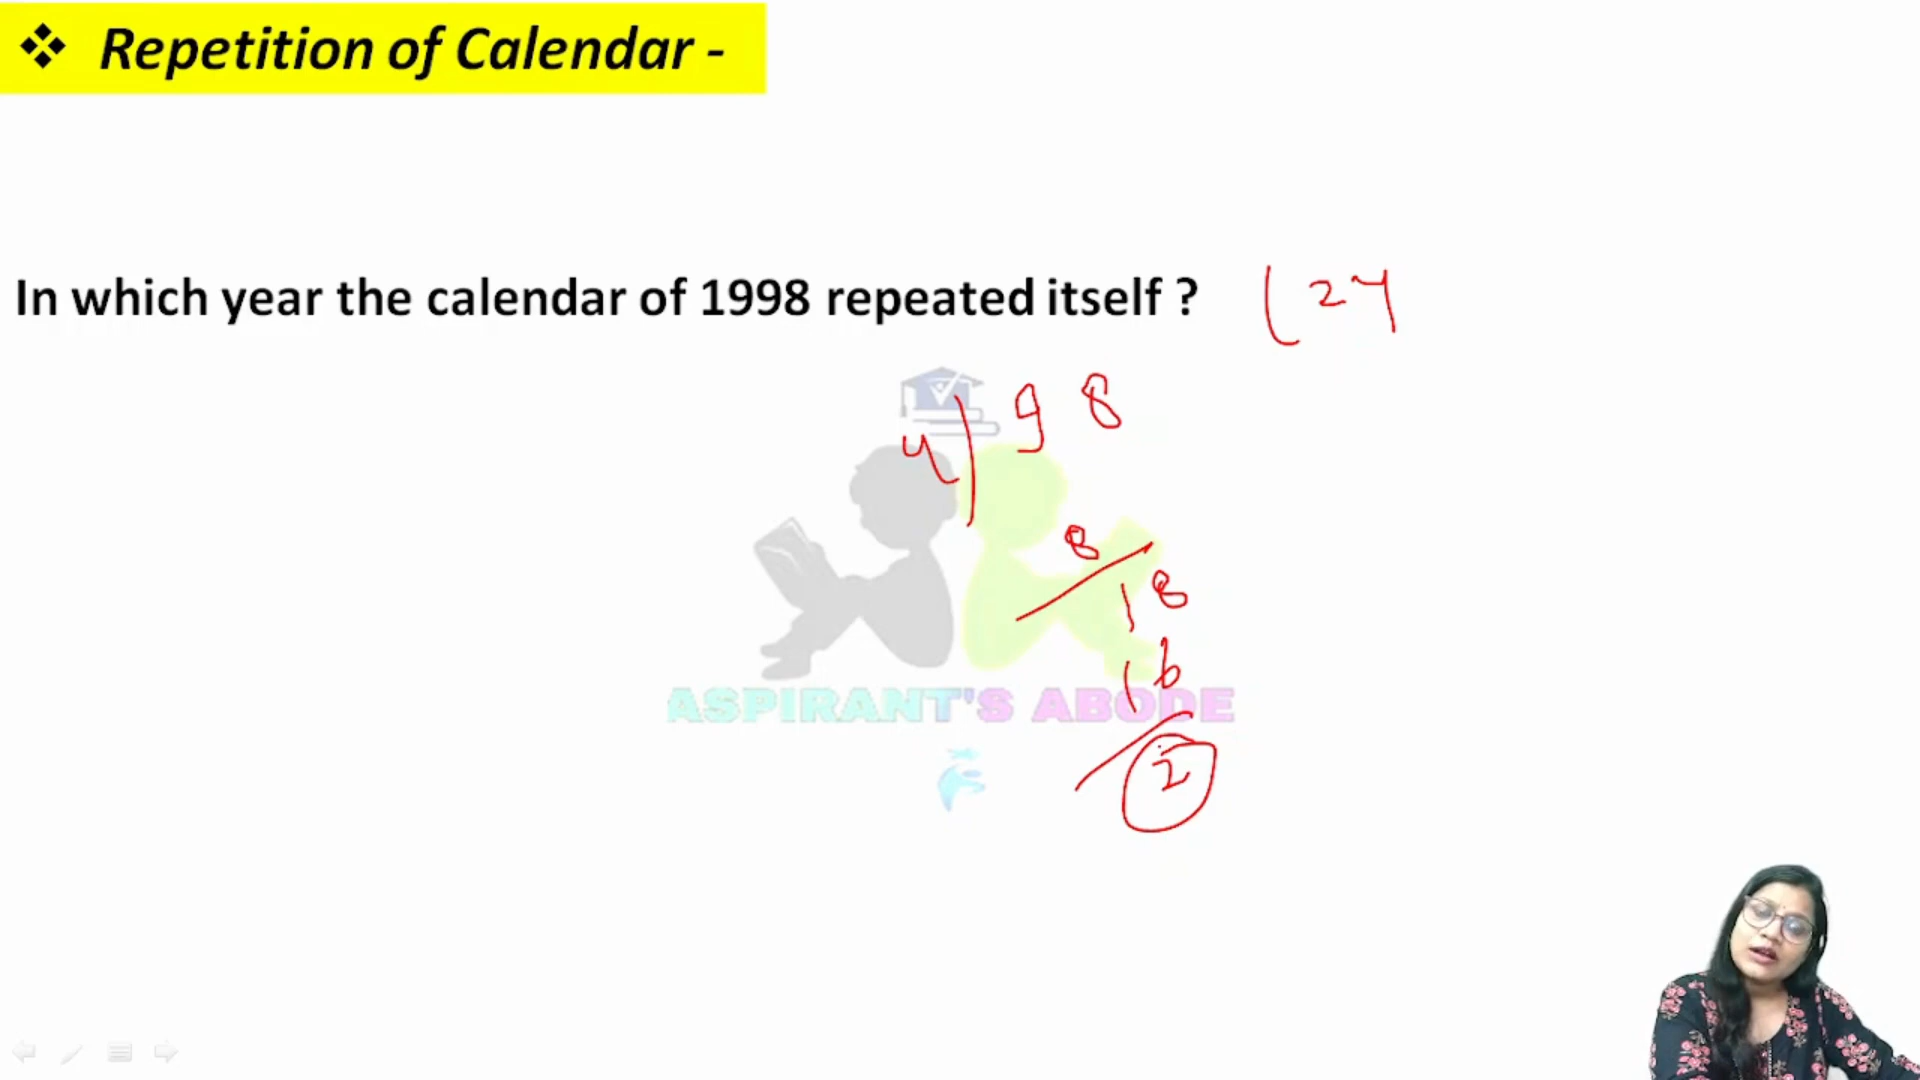 ❖ Repetition of Calendar -
In which year the calendar of 1998 repeated itself ?
4) 98
8
18
16
2
ASPIRANT'S ABODE